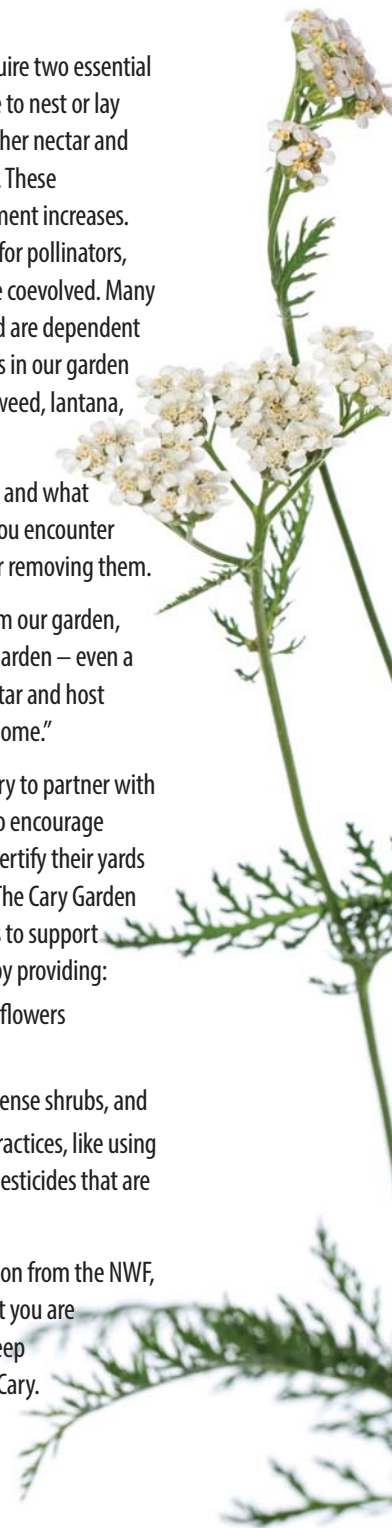 two essential
to nest or lay
her nectar and
These
ment increases.
for pollinators,
coevolved. Many
d are dependent
s in our garden
weed, lantana,
and what
ou encounter
r removing them.
m our garden,
arden – even a
tar and host
ome.”
ry to partner with
o encourage
ertify their yards
The Cary Garden
s to support
by providing:
flowers
ense shrubs, and
ractices, like using
esticides that are
on from the NWF,
t you are
eep
Cary.